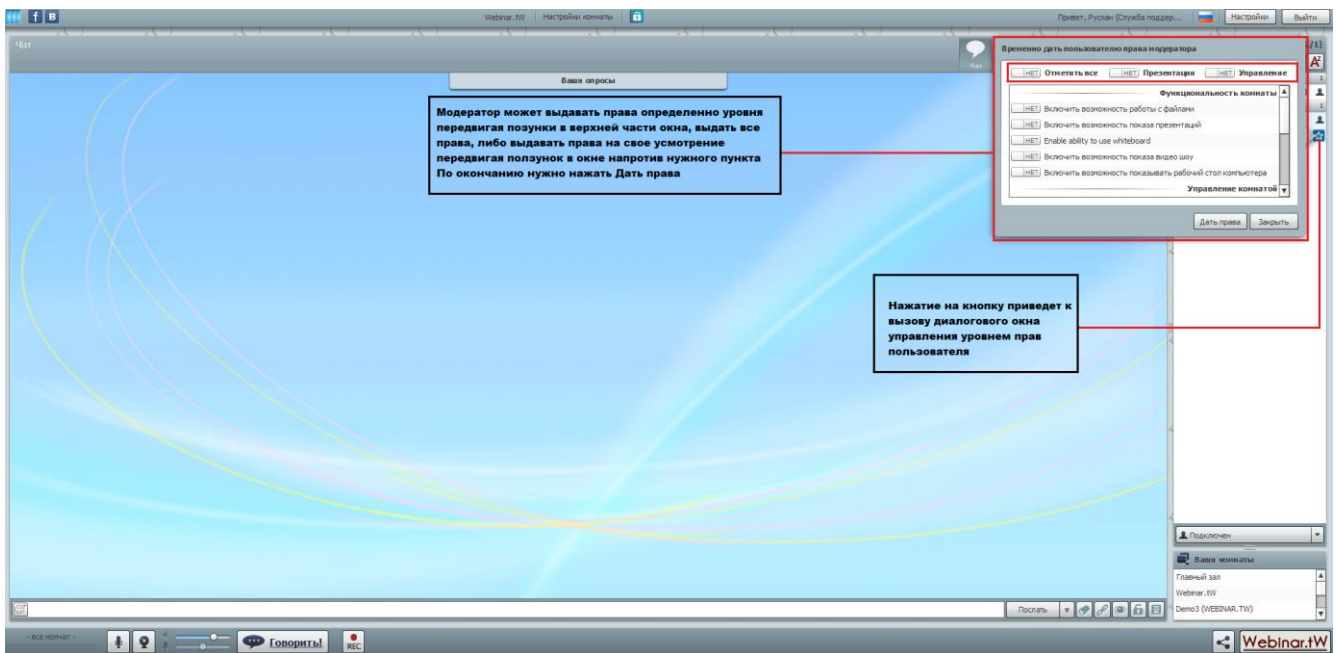 f B Webinar.tW Настройки комнаты Привет, Руслан (Служба поддер... Настройки Выйти
Чат
Чат
Временно дать пользователю права модератора
НЕТ Отметить все НЕТ Презентация НЕТ Управление
Функциональность комнаты
НЕТ Включить возможность работы с файлами
НЕТ Включить возможность показа презентаций
НЕТ Enable ability to use whiteboard
НЕТ Включить возможность показа видео шоу
НЕТ Включить возможность показывать рабочий стол компьютера
Управление комнатой
Дать права Закрыть
/1]
1
1
Ваши опросы
Модератор может выдавать права определенно уровня
передвигая позунки в верхней части окна, выдать все
права, либо выдавать права на свое усмотрение
передвигая ползунок в окне напротив нужного пункта
По окончанию нужно нажать Дать права
Нажатие на кнопку приведет к
вызову диалогового окна
управления уровнем прав
пользователя
Подключен
Ваши комнаты
Главный зал
Webinar.tW
Demo3 (WEBINAR.TW)
Послать
- ВСЕ МОЛЧАТ -
Говорить!
REC
Webinar.tW